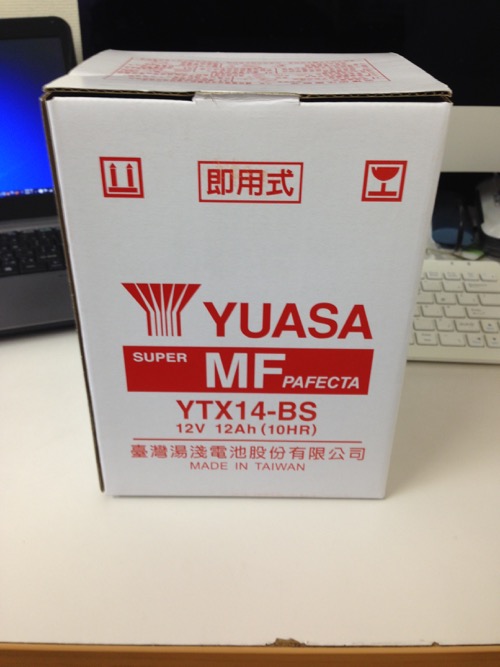 即用式
YUASA
SUPER MF PAFECTA
YTX14-BS
12V 12Ah (10HR)
臺灣湯淺電池股份有限公司
MADE IN TAIWAN